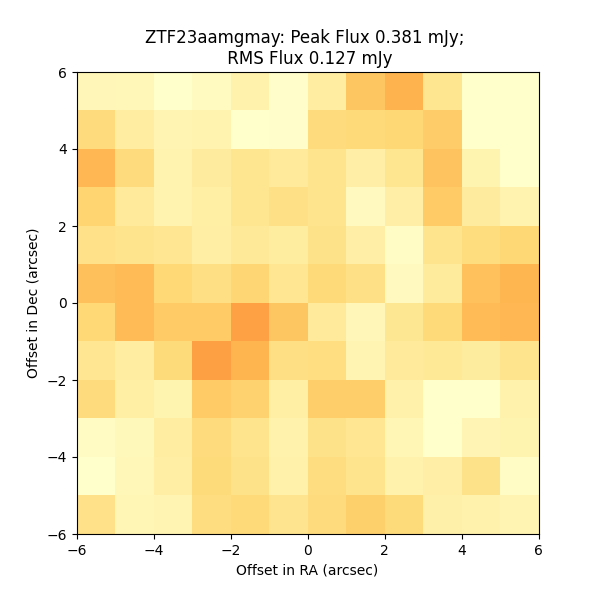 ZTF23aamgmay: Peak Flux 0.381 mJy;
RMS Flux 0.127 mJy
6
4
2
0
−2
−4
−6
Offset in Dec (arcsec)
−6 −4 −2 0 2 4 6
Offset in RA (arcsec)